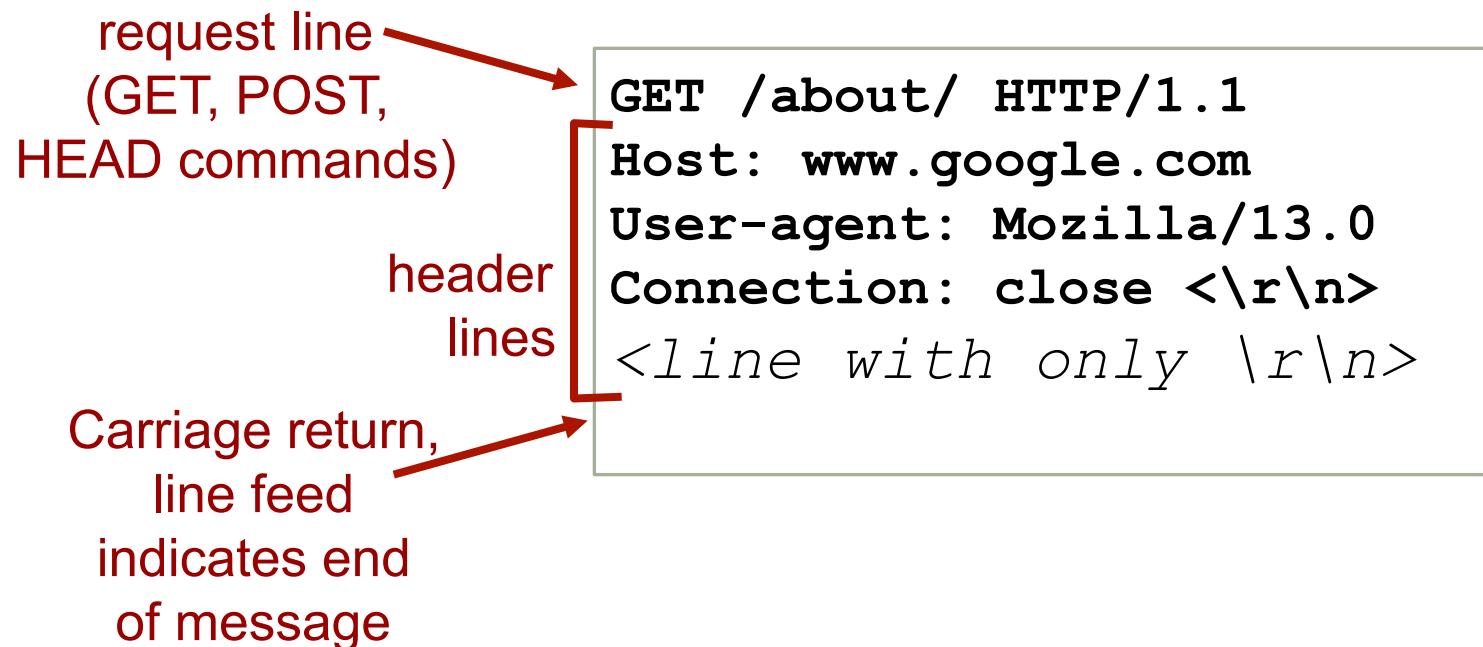 request line
(GET, POST,
HEAD commands)
GET /about/ HTTP/1.1
Host: www.google.com
User-agent: Mozilla/13.0
Connection: close <\r\n>
<line with only \r\n>
header
lines
Carriage return,
line feed
indicates end
of message